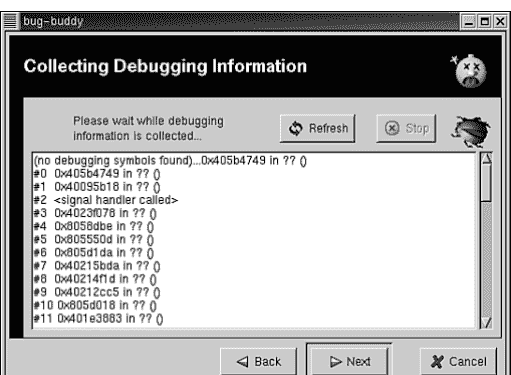 bug-buddy
Collecting Debugging Information
Please wait while debugging
information is collected...
Refresh
Stop
(no debugging symbols found)...0x405b4749 in ?? ()
#0 0x405b4749 in ?? ()
#1 0x40095b18 in ?? ()
#2 <signal handler called>
#3 0x4023f078 in ?? ()
#4 0x8058dbe in ?? ()
#5 0x805550d in ?? ()
#6 0x805d1da in ?? ()
#7 0x40215bda in ?? ()
#8 0x40214f1d in ?? ()
#9 0x40212cc5 in ?? ()
#10 0x805d018 in ?? ()
#11 0x401e3883 in ?? ()
Back
Next
Cancel